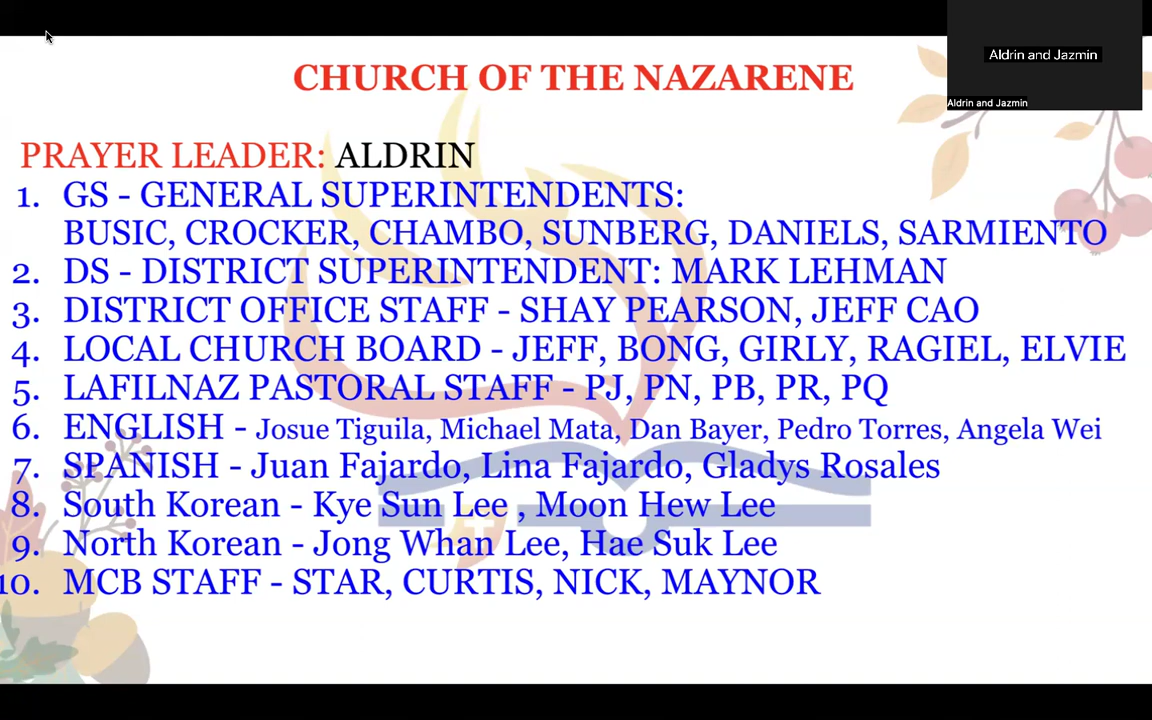 Aldrin and Jazmin
Aldrin and Jazmin
CHURCH OF THE NAZARENE
PRAYER LEADER: ALDRIN
1. GS - GENERAL SUPERINTENDENTS:
BUSIC, CROCKER, CHAMBO, SUNBERG, DANIELS, SARMIENTO
2. DS - DISTRICT SUPERINTENDENT: MARK LEHMAN
3. DISTRICT OFFICE STAFF - SHAY PEARSON, JEFF CAO
4. LOCAL CHURCH BOARD - JEFF, BONG, GIRLY, RAGIEL, ELVIE
5. LAFILNAZ PASTORAL STAFF - PJ, PN, PB, PR, PQ
6. ENGLISH - Josue Tiguila, Michael Mata, Dan Bayer, Pedro Torres, Angela Wei
7. SPANISH - Juan Fajardo, Lina Fajardo, Gladys Rosales
8. South Korean - Kye Sun Lee , Moon Hew Lee
9. North Korean - Jong Whan Lee, Hae Suk Lee
10. MCB STAFF - STAR, CURTIS, NICK, MAYNOR